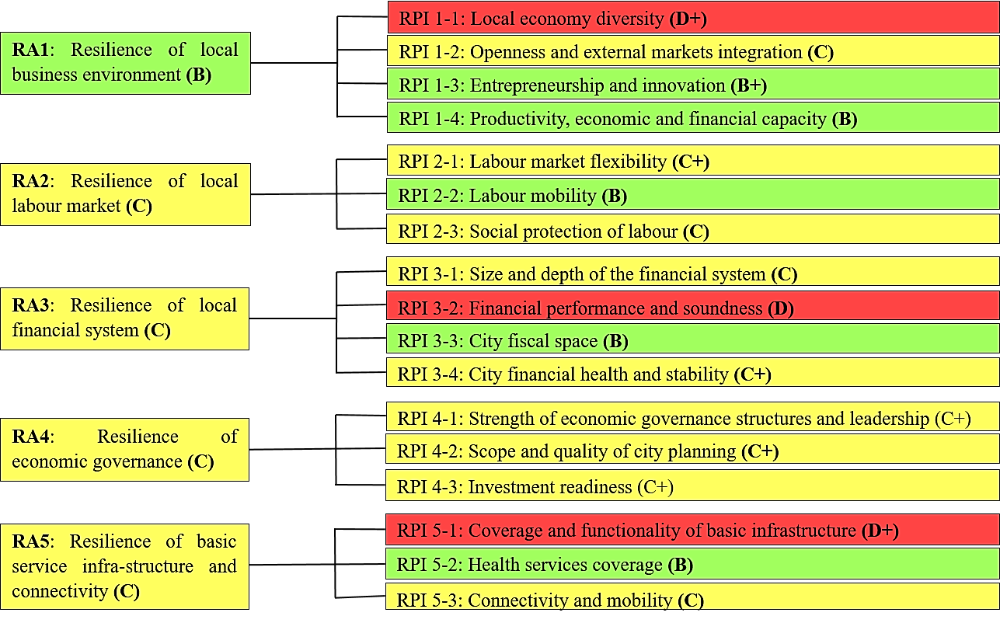 RA1: Resilience of local
business environment (B)
RPI 1-1: Local economy diversity (D+)
RPI 1-2: Openness and external markets integration (C)
RPI 1-3: Entrepreneurship and innovation (B+)
RPI 1-4: Productivity, economic and financial capacity (B)
RA2: Resilience of local
labour market (C)
RPI 2-1: Labour market flexibility (C+)
RPI 2-2: Labour mobility (B)
RPI 2-3: Social protection of labour (C)
RA3: Resilience of local
financial system (C)
RPI 3-1: Size and depth of the financial system (C)
RPI 3-2: Financial performance and soundness (D)
RPI 3-3: City fiscal space (B)
RPI 3-4: City financial health and stability (C+)
RA4: Resilience of
economic governance (C)
RPI 4-1: Strength of economic governance structures and leadership (C+)
RPI 4-2: Scope and quality of city planning (C+)
RPI 4-3: Investment readiness (C+)
RA5: Resilience of basic
service infra-structure and
connectivity (C)
RPI 5-1: Coverage and functionality of basic infrastructure (D+)
RPI 5-2: Health services coverage (B)
RPI 5-3: Connectivity and mobility (C)